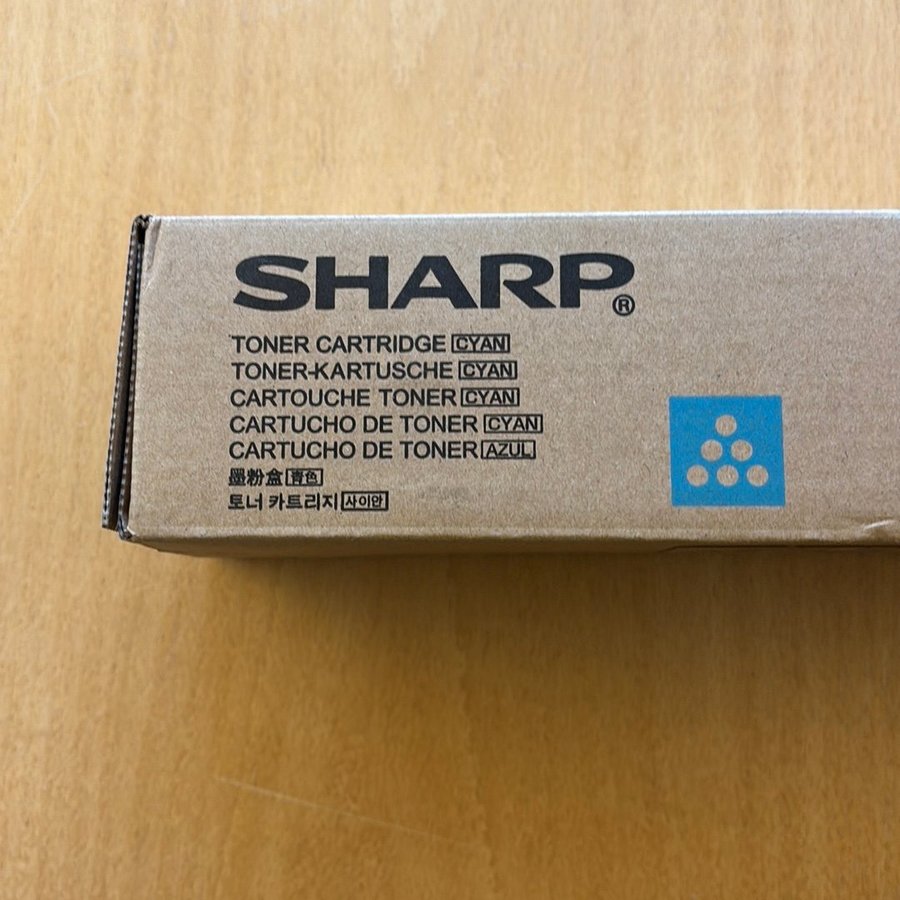 SHARP®
TONER CARTRIDGE CYAN
TONER-KARTUSCHE CYAN
CARTOUCHE TONER CYAN
CARTUCHO DE TONER CYAN
CARTUCHO DE TONER AZUL
墨粉盒 青色
토너 카트리지 사이안